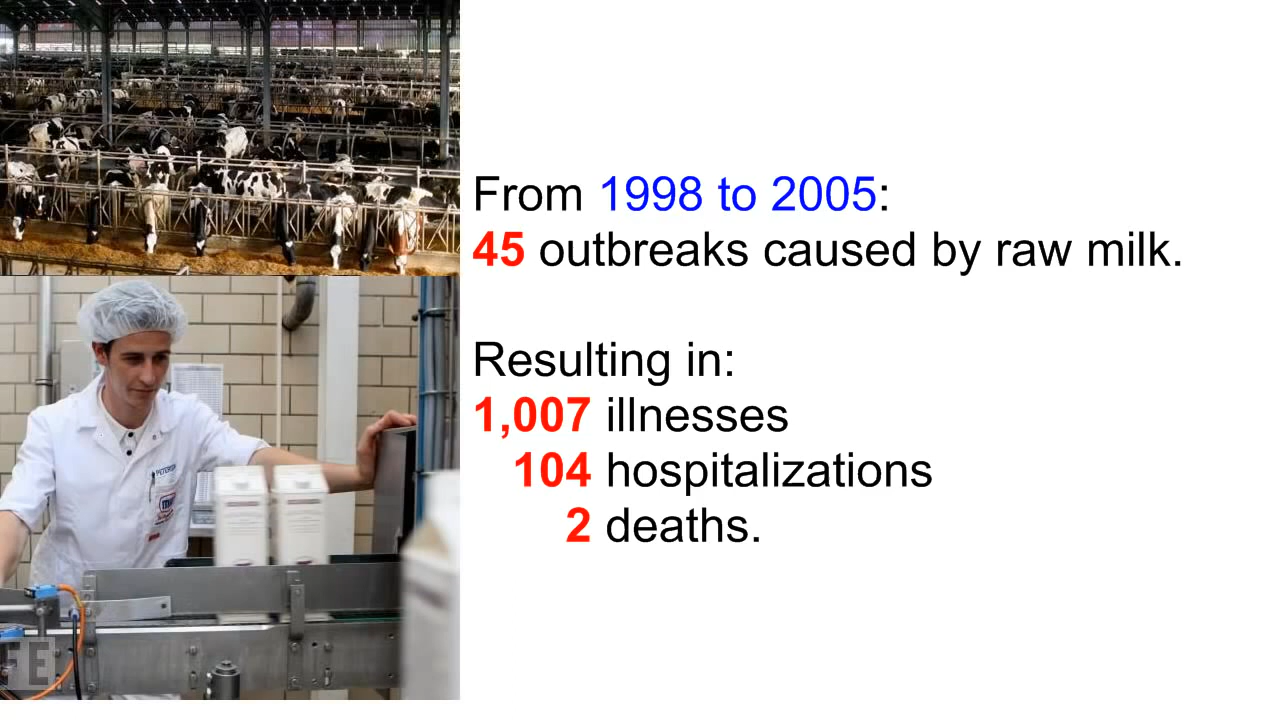 From 1998 to 2005:
45 outbreaks caused by raw milk.
Resulting in:
1,007 illnesses
104 hospitalizations
2 deaths.
FE